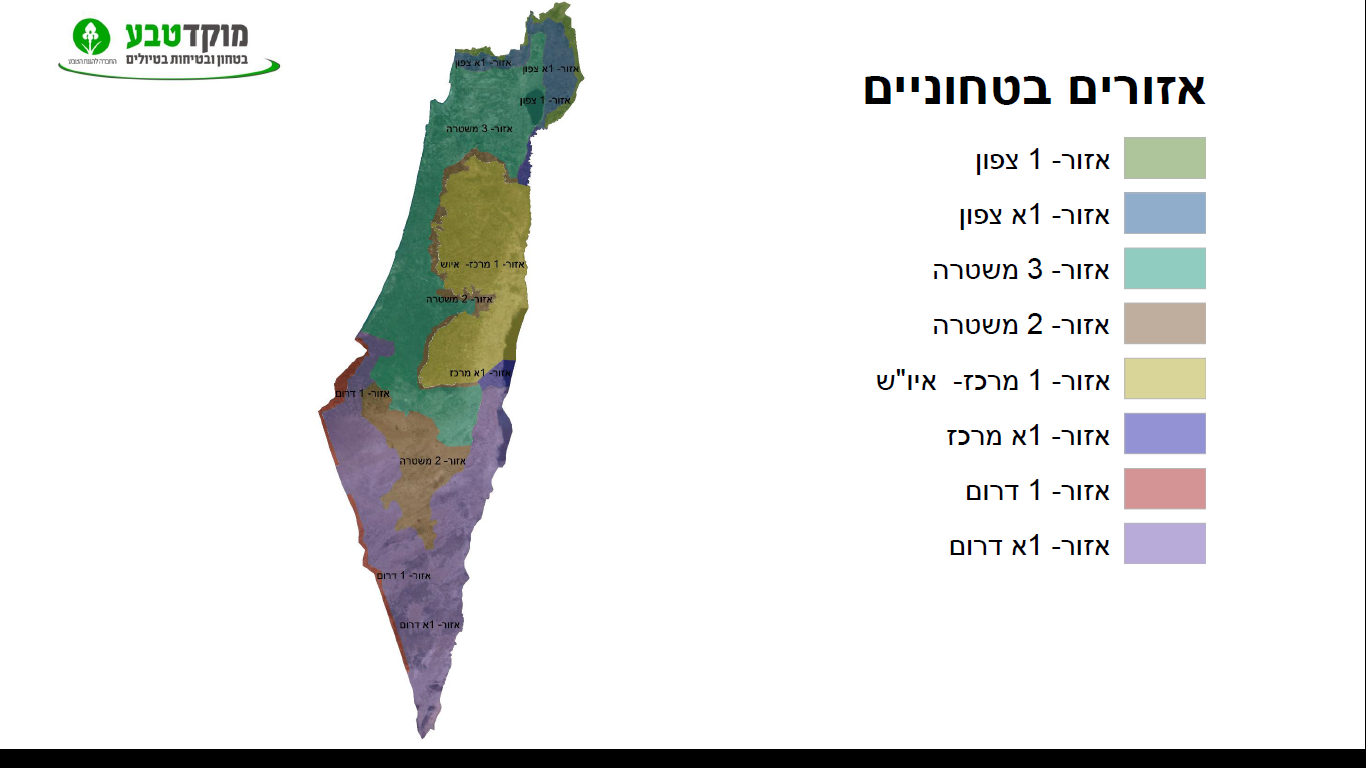 מוקדטבע
בטחון ובטיחות בטיולים
החברה להגנת הטבע
אזורים בטחוניים
אזור- 1 צפון
אזור- 1א צפון
אזור- 3 משטרה
אזור- 2 משטרה
אזור- 1 מרכז- איו"ש
אזור- 1א מרכז
אזור- 1 דרום
אזור- 1א דרום
אזור- 1א צפון
אזור- 1א צפון
אזור- 1 צפון
אזור- 3 משטרה
אזור- 1 מרכז- איוש
אזור- 2 משטרה
אזור- 1א מרכז
אזור- 1 דרום
אזור- 2 משטרה
אזור- 1 דרום
אזור- 1א דרום